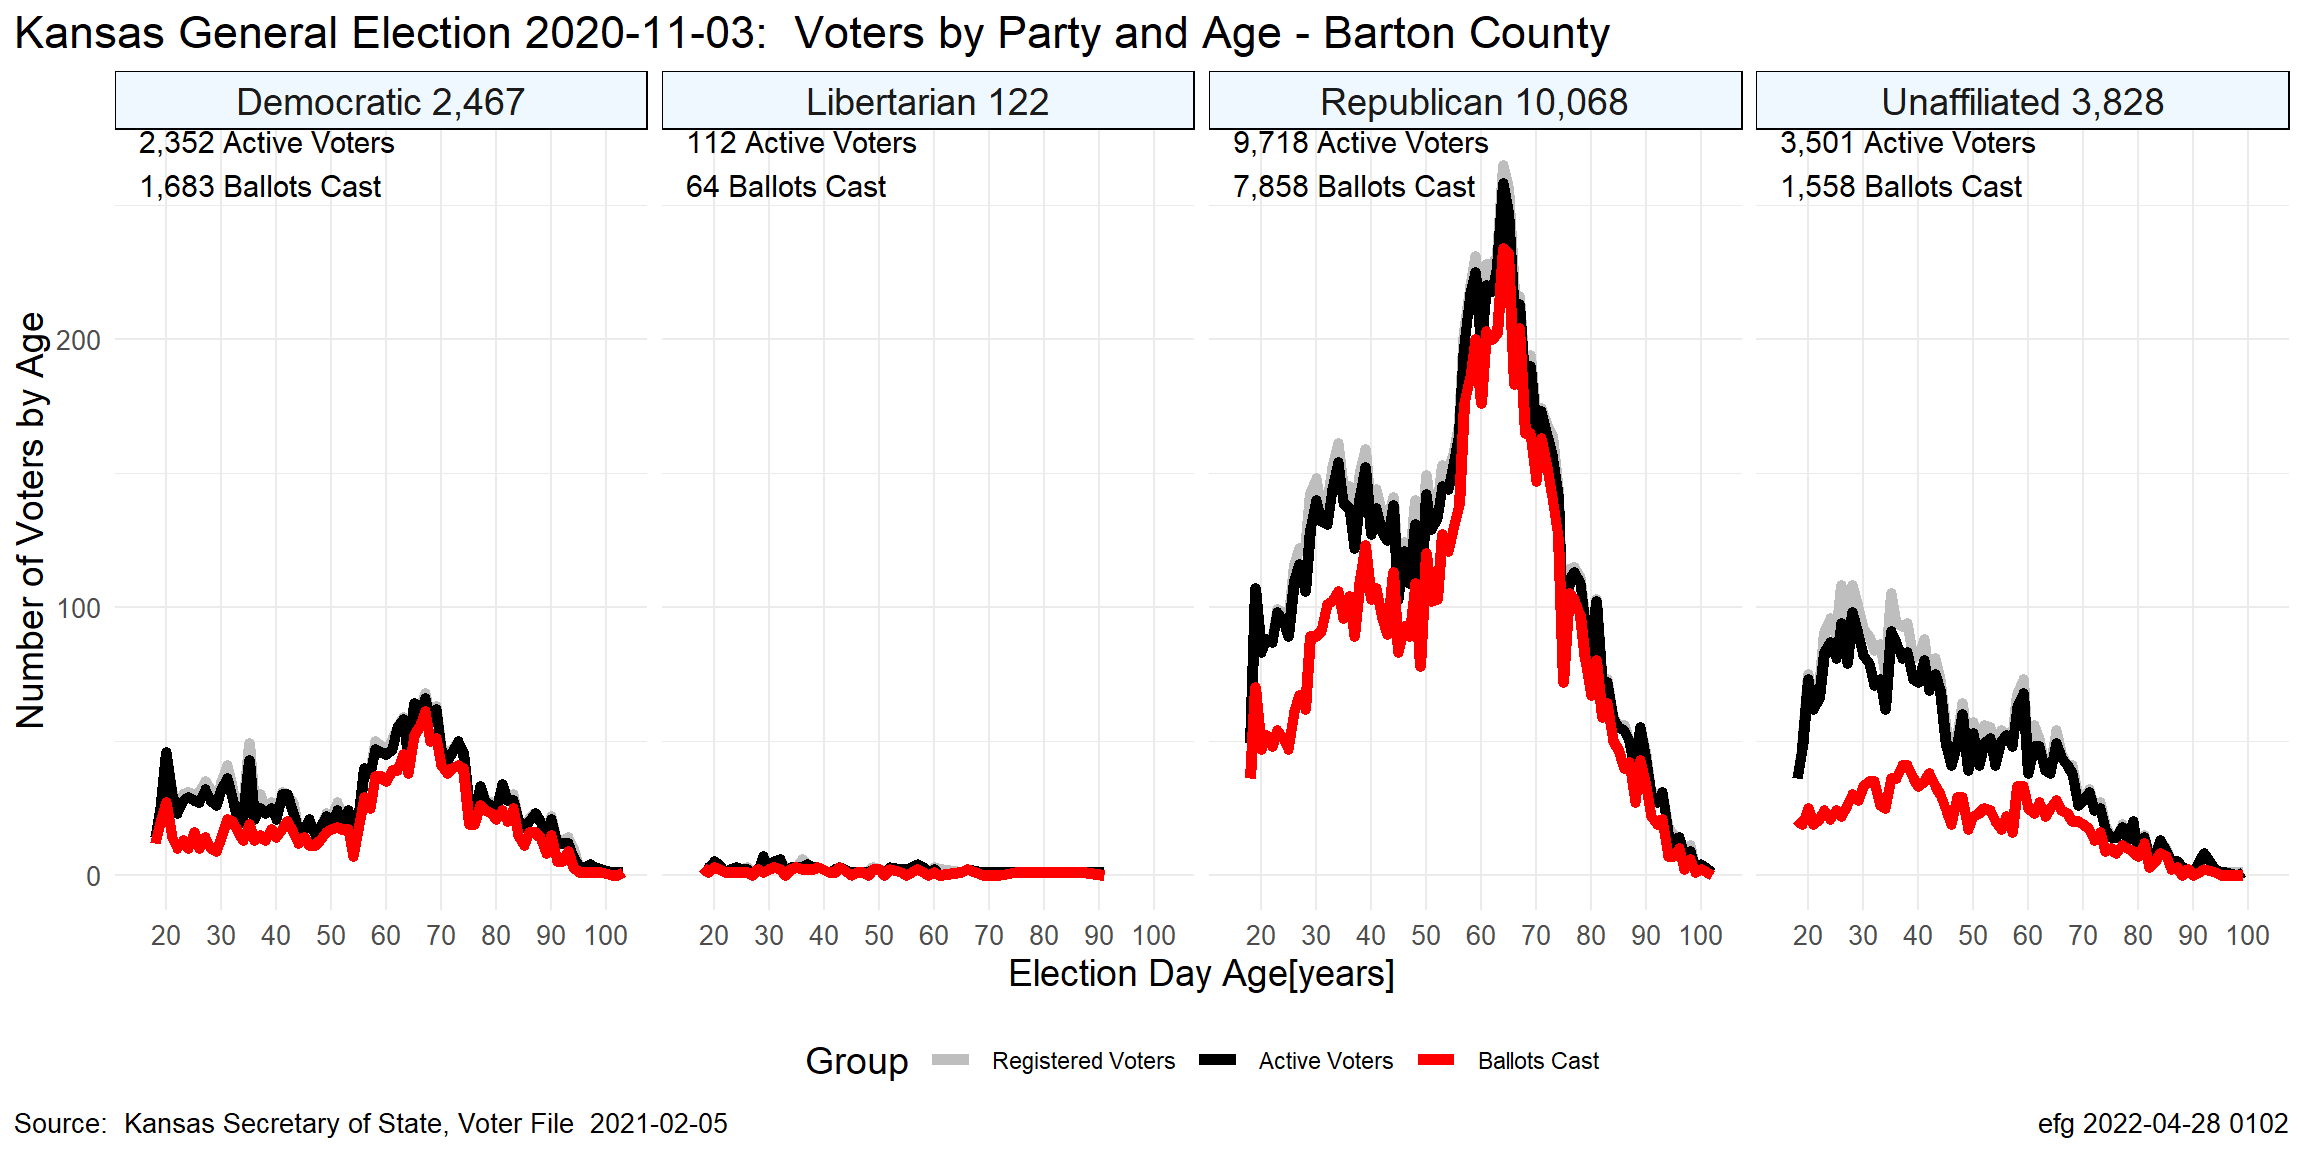 Kansas General Election 2020-11-03:  Voters by Party and Age - Barton County
Democratic 2,467
Libertarian 122
Republican 10,068
Unaffiliated 3,828
2,352 Active Voters
1,683 Ballots Cast
112 Active Voters
64 Ballots Cast
9,718 Active Voters
7,858 Ballots Cast
3,501 Active Voters
1,558 Ballots Cast
Number of Voters by Age
200
100
0
20 30 40 50 60 70 80 90 100
20 30 40 50 60 70 80 90 100
20 30 40 50 60 70 80 90 100
20 30 40 50 60 70 80 90 100
Election Day Age[years]
Group Registered Voters Active Voters Ballots Cast
Source:  Kansas Secretary of State, Voter File  2021-02-05
efg 2022-04-28 0102